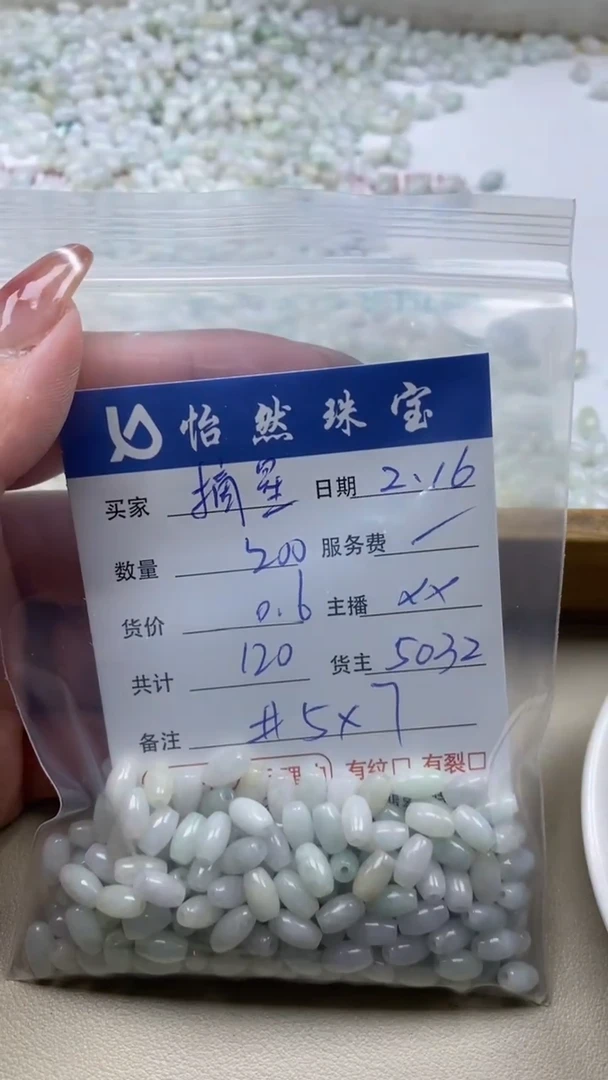 怡然珠宝
买家 摘星 日期 2.16
数量 200 服务费 /
货价 0.6 主播 xx
共计 120 货主 5032
备注 #5x7
有纹□ 有裂□